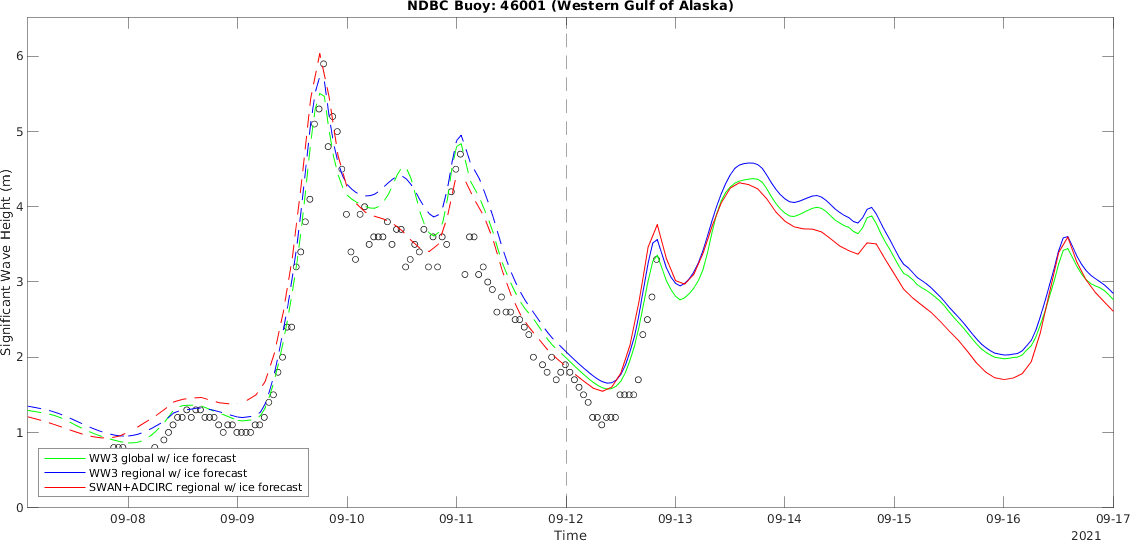 NDBC Buoy: 46001 (Western Gulf of Alaska)
Significant Wave Height (m)
6
5
4
3
2
1
0
WW3 global w/ ice forecast
WW3 regional w/ ice forecast
SWAN+ADCIRC regional w/ ice forecast
09-08 09-09 09-10 09-11 09-12 09-13 09-14 09-15 09-16 09-17
Time
2021